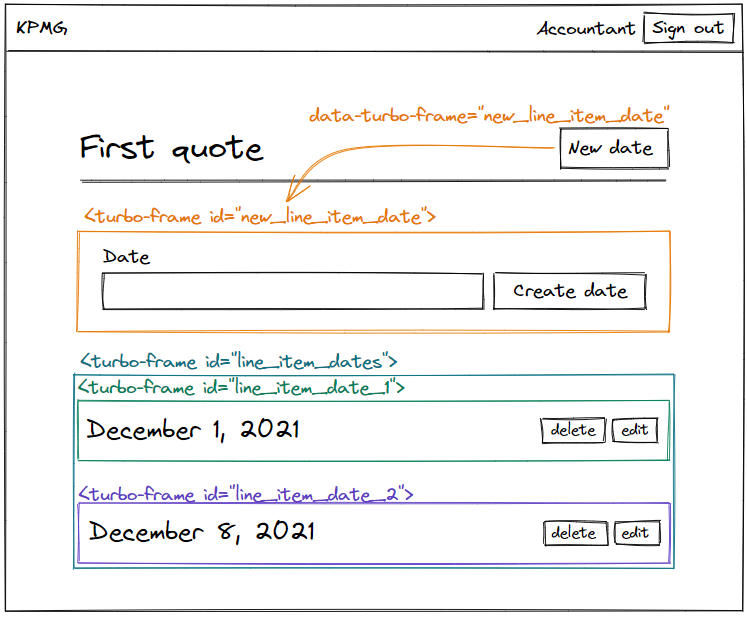 KPMG
Accountant Sign out
data-turbo-frame="new_line_item_date"
First quote New date
<turbo-frame id="new_line_item_date">
Date
Create date
<turbo-frame id="line_item_dates">
<turbo-frame id="line_item_date_1">
December 1, 2021 delete edit
<turbo-frame id="line_item_date_2">
December 8, 2021 delete edit